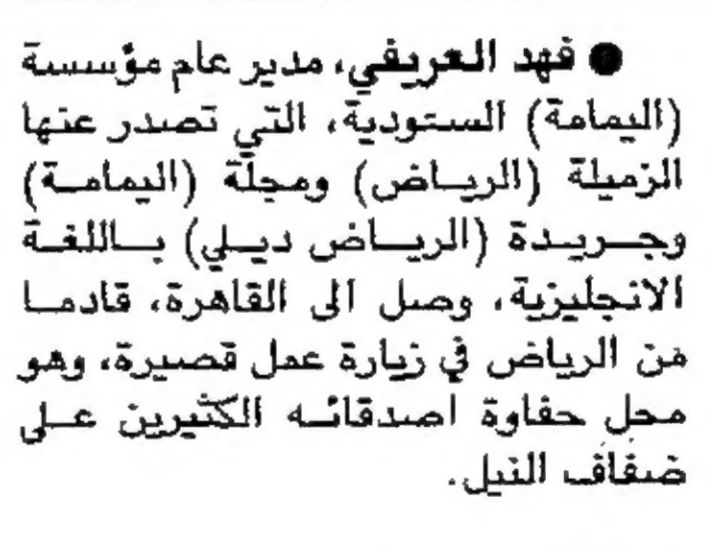 ● فهد العريفي، مدير عام مؤسسة
(اليمامة) السعودية، التي تصدر عنها
الزميلة (الرياض) ومجلّة (اليمامة)
وجريدة (الرياض ديلي) باللغة
الانجليزية، وصل الى القاهرة، قادما
من الرياض في زيارة عمل قصيرة، وهو
محل حفاوة اصدقائه الكثيرين على
ضفاف النيل.